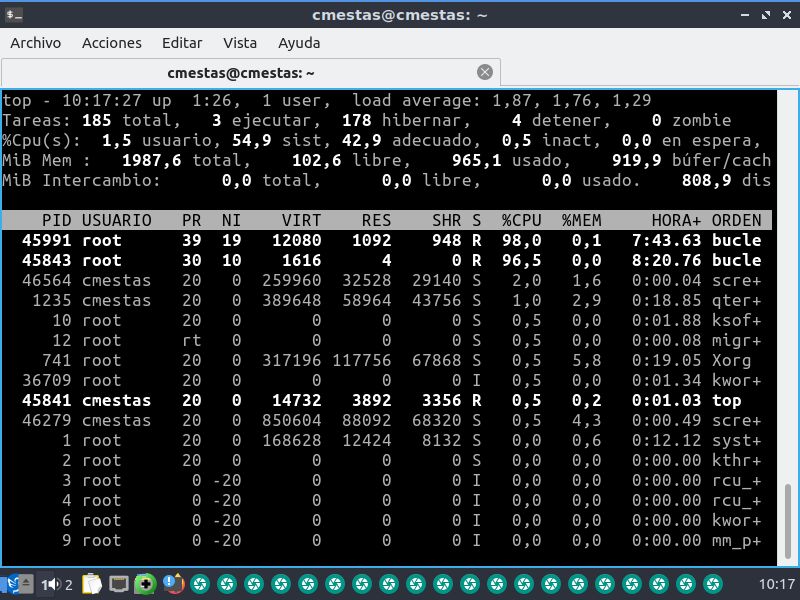 cmestas@cmestas: ~
Archivo Acciones Editar Vista Ayuda
cmestas@cmestas: ~
top - 10:17:27 up  1:26,  1 user,  load average: 1,87, 1,76, 1,29
Tareas: 185 total,   3 ejecutar,  178 hibernar,    4 detener,    0 zombie
%Cpu(s):  1,5 usuario, 54,9 sist, 42,9 adecuado,  0,5 inact,  0,0 en espera,
MiB Mem :   1987,6 total,    102,6 libre,    965,1 usado,    919,9 búfer/cach
MiB Intercambio:      0,0 total,      0,0 libre,      0,0 usado.    808,9 dis
PID USUARIO   PR  NI    VIRT    RES    SHR S  %CPU  %MEM     HORA+ ORDEN
45991 root      39  19   12080   1092    948 R  98,0   0,1   7:43.63 bucle
45843 root      30  10    1616      4      0 R  96,5   0,0   8:20.76 bucle
46564 cmestas   20   0  259960  32528  29140 S   2,0   1,6   0:00.04 scre+
1235 cmestas   20   0  389648  58964  43756 S   1,0   2,9   0:18.85 qter+
10 root      20   0       0      0      0 S   0,5   0,0   0:01.88 ksof+
12 root      rt   0       0      0      0 S   0,5   0,0   0:00.08 migr+
741 root      20   0  317196 117756  67868 S   0,5   5,8   0:19.05 Xorg
36709 root      20   0       0      0      0 I   0,5   0,0   0:01.34 kwor+
45841 cmestas   20   0   14732   3892   3356 R   0,5   0,2   0:01.03 top
46279 cmestas   20   0  850604  88092  68320 S   0,5   4,3   0:00.49 scre+
1 root      20   0  168628  12424   8132 S   0,0   0,6   0:12.12 syst+
2 root      20   0       0      0      0 S   0,0   0,0   0:00.00 kthr+
3 root       0 -20       0      0      0 I   0,0   0,0   0:00.00 rcu_+
4 root       0 -20       0      0      0 I   0,0   0,0   0:00.00 rcu_+
6 root       0 -20       0      0      0 I   0,0   0,0   0:00.00 kwor+
9 root       0 -20       0      0      0 I   0,0   0,0   0:00.00 mm_p+
1 2 10:17